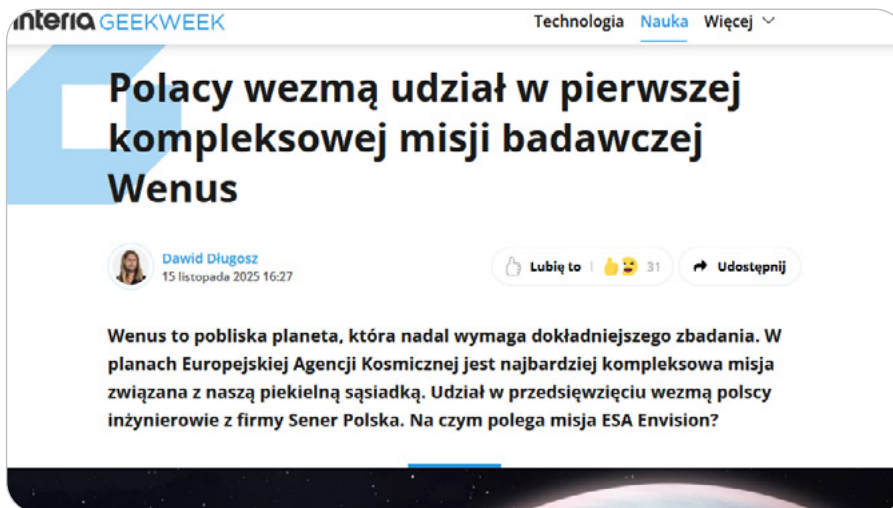 interia GEEKWEEK
Technologia Nauka Więcej
Polacy wezmą udział w pierwszej
kompleksowej misji badawczej
Wenus
Dawid Długosz
15 listopada 2025 16:27
Lubię to 31 Udostępnij
Wenus to pobliska planeta, która nadal wymaga dokładniejszego zbadania. W
planach Europejskiej Agencji Kosmicznej jest najbardziej kompleksowa misja
związana z naszą piekielną sąsiadką. Udział w przedsięwzięciu wezmą polscy
inżynierowie z firmy Sener Polska. Na czym polega misja ESA Envision?